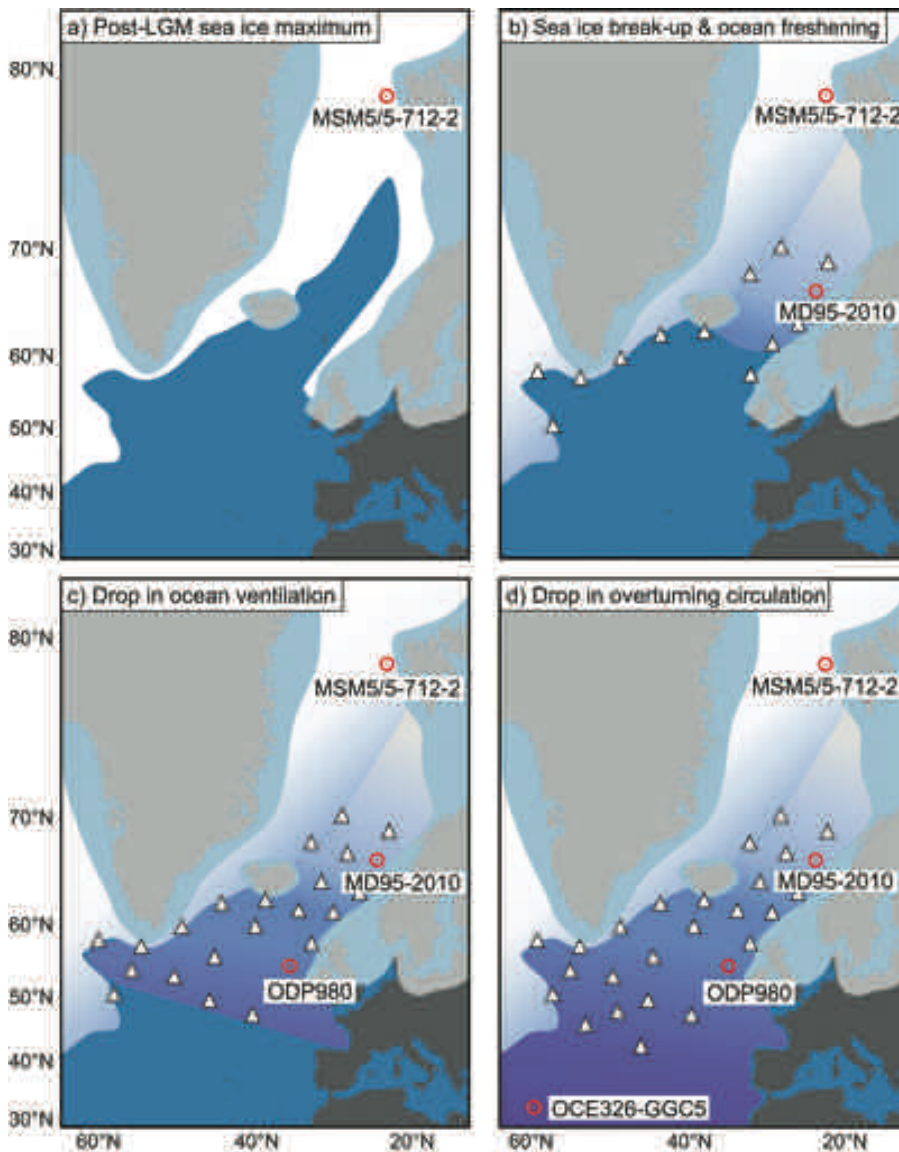 a) Post-LGM sea ice maximum
80°N
MSM5/5-712-2
70°N
60°N
50°N
40°N
30°N
b) Sea ice break-up & ocean freshening
MSM5/5-712-2
MD95-2010
c) Drop in ocean ventilation
80°N
MSM5/5-712-2
70°N
MD95-2010
60°N
ODP980
50°N
40°N
30°N
60°N
40°N
20°N
d) Drop in overturning circulation
MSM5/5-712-2
MD95-2010
ODP980
OCE326-GGC5
60°N
40°N
20°N